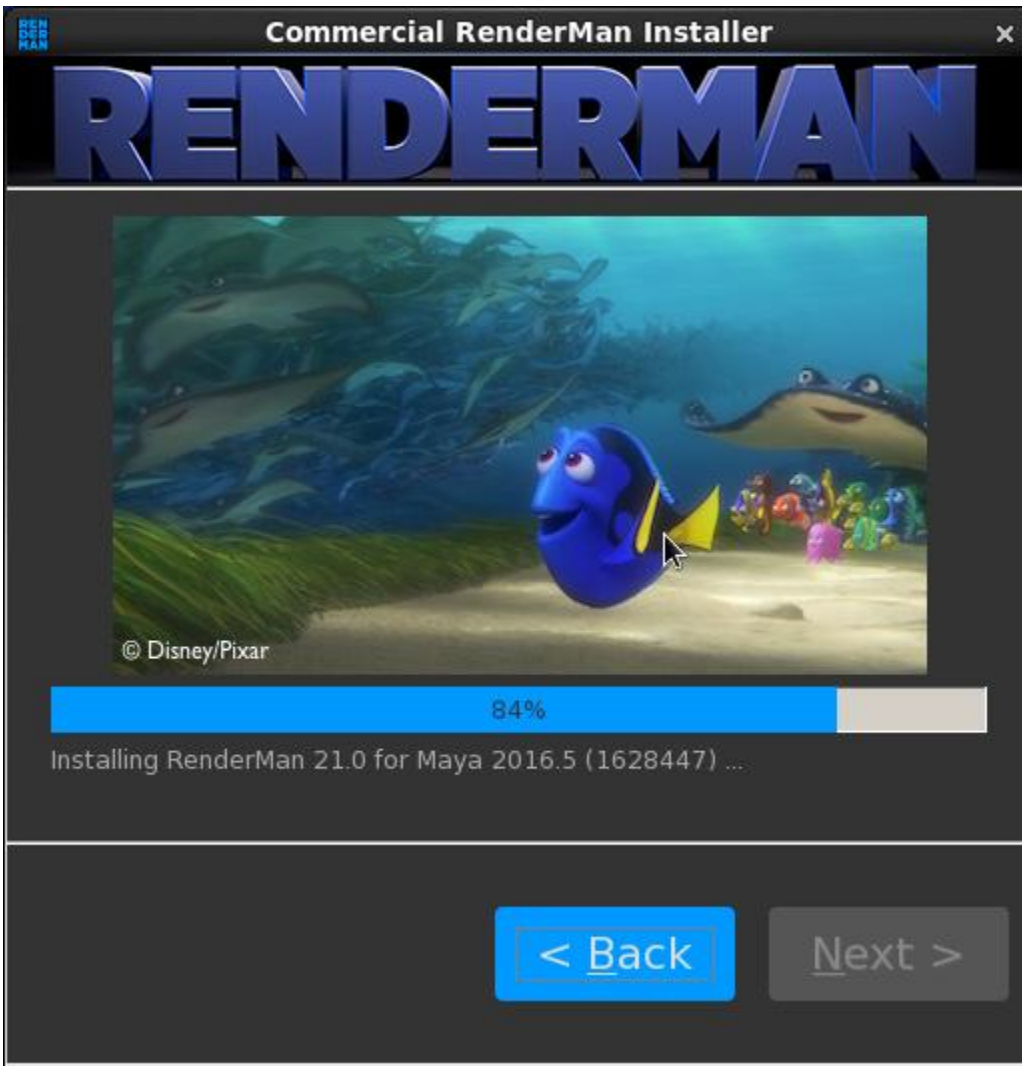 REN
DER
MAN
Commercial RenderMan Installer
×
RENDERMAN
© Disney/Pixar
84%
Installing RenderMan 21.0 for Maya 2016.5 (1628447) ...
< Back
Next >